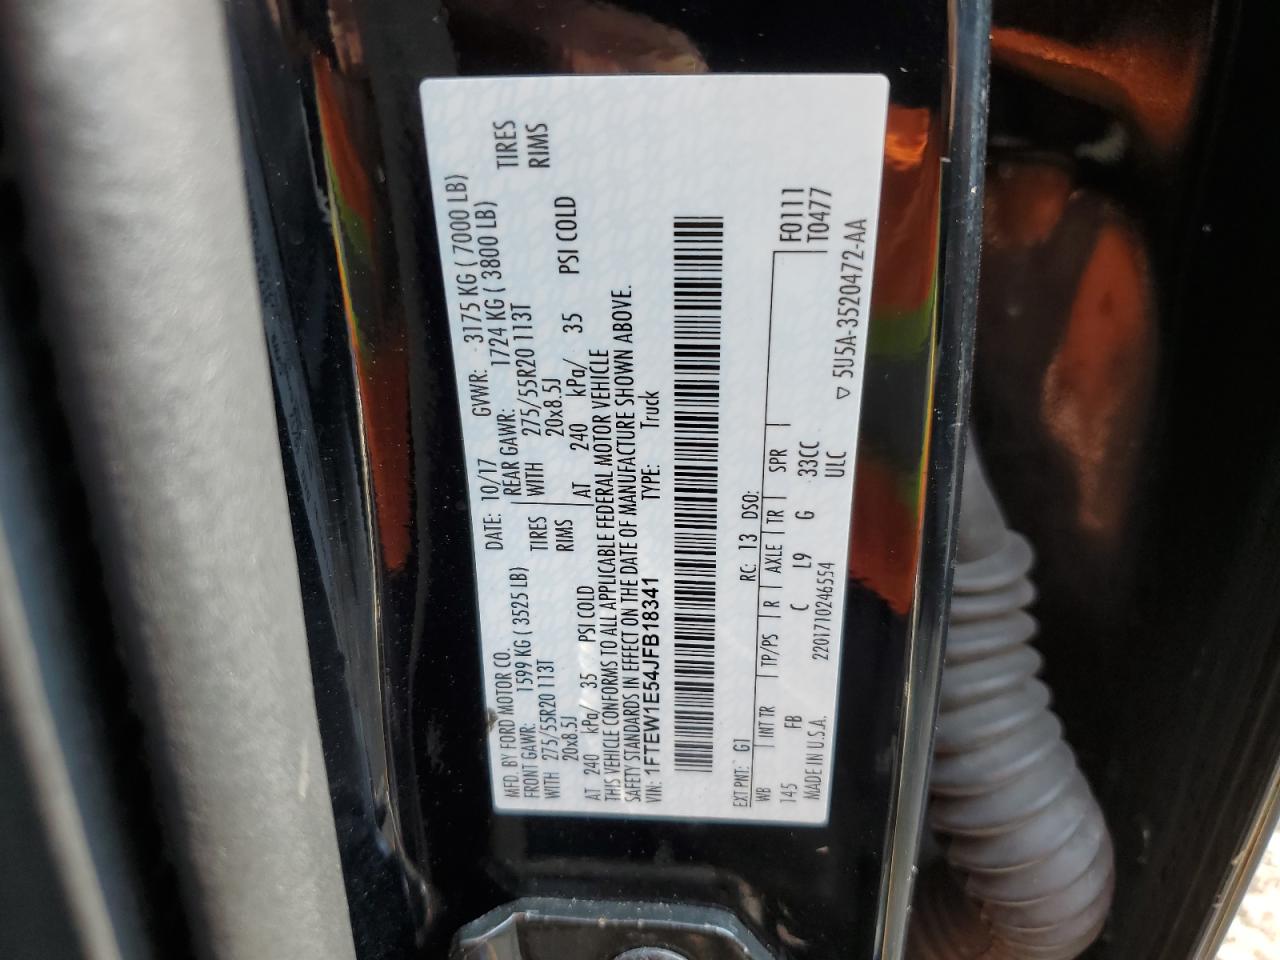 MFD. BY FORD MOTOR CO. DATE: 10/17 GVWR: 3175 KG ( 7000 LB)
FRONT GAWR: 1599 KG ( 3525 LB) REAR GAWR: 1724 KG ( 3800 LB)
WITH 275/55R20 113T TIRES WITH 275/55R20 113T TIRES
20x8.5J RIMS 20x8.5J RIMS
AT 240 kPa/ 35 PSI COLD AT 240 kPa/ 35 PSI COLD
THIS VEHICLE CONFORMS TO ALL APPLICABLE FEDERAL MOTOR VEHICLE
SAFETY STANDARDS IN EFFECT ON THE DATE OF MANUFACTURE SHOWN ABOVE.
VIN: 1FTEW1E54JFB18341 TYPE: Truck
EXT PNT: G1 RC: 13 DSO: F0111
WB INT TR TP/PS R AXLE TR SPR T0477
145 FB C L9 G 33CC
MADE IN U.S.A. 2201710246554 ULC ▽ 5U5A-3520472-AA